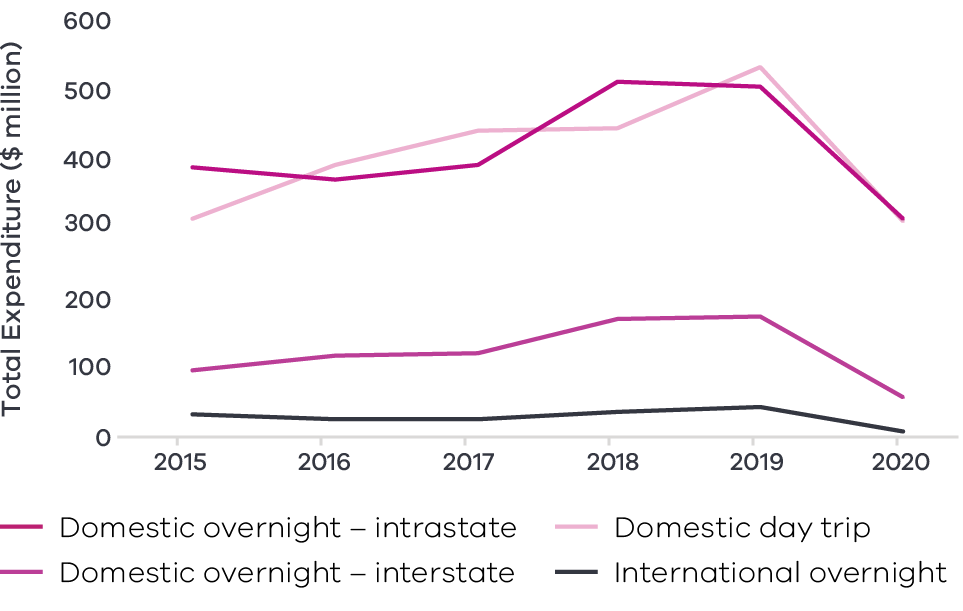 Total Expenditure ($ million)
600
500
400
300
200
100
0
2015 2016 2017 2018 2019 2020
Domestic overnight – intrastate Domestic day trip
Domestic overnight – interstate International overnight